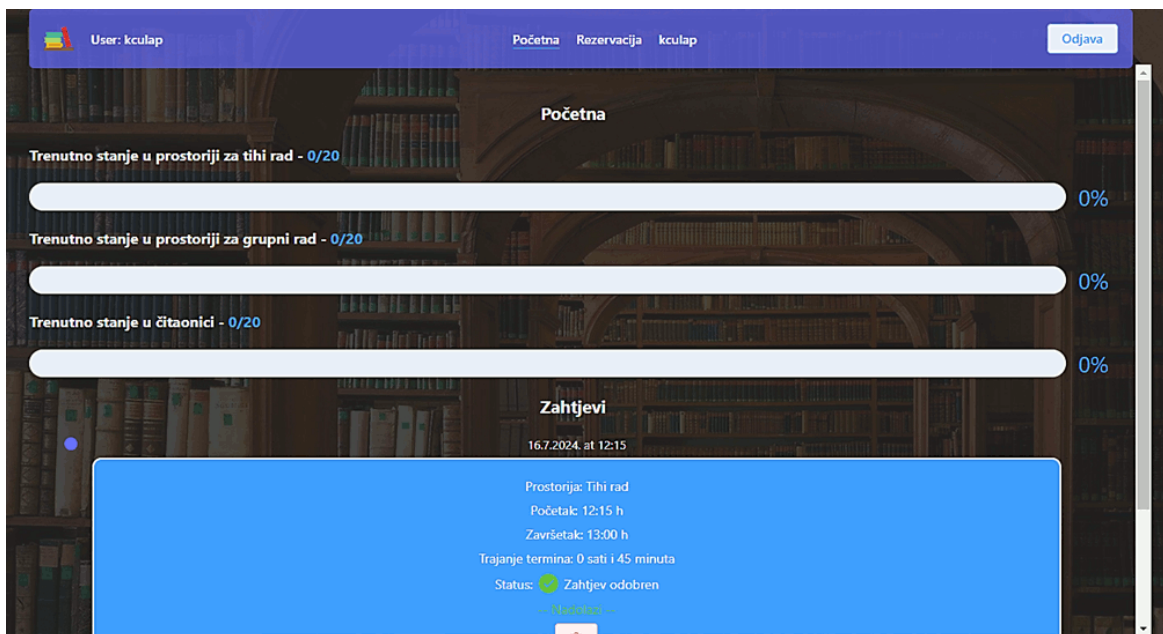 User: kculap Početna Rezervacija kculap Odjava
Početna
Trenutno stanje u prostoriji za tihi rad - 0/20
0%
Trenutno stanje u prostoriji za grupni rad - 0/20
0%
Trenutno stanje u čitaonici - 0/20
0%
Zahtjevi
16.7.2024. at 12:15
Prostorija: Tihi rad
Početak: 12:15 h
Završetak: 13:00 h
Trajanje termina: 0 sati i 45 minuta
Status: Zahtjev odobren
-- Nadolazi --